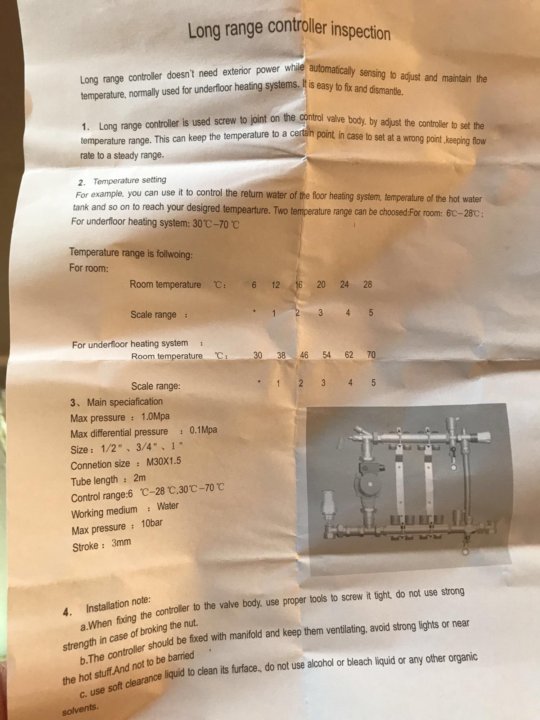 Long range controller inspection
Long range controller doesn't need exterior power while automatically sensing to adjust and maintain the
temperature, normally used for underfloor heating systems. It is easy to fix and dismantle.
1. Long range controller is used screw to joint on the control valve body, by adjust the controller to set the
temperature range. This can keep the temperature to a certain point, in case to set at a wrong point ,keeping flow
rate to a steady range.
2. Temperature setting
For example, you can use it to control the return water of the floor heating system, temperature of the hot water
tank and so on to reach your desigred tempearture. Two temperature range can be choosed:For room: 6℃-28℃;
For underfloor heating system: 30℃-70 ℃
Temperature range is follwoing:
For room:
Room temperature ℃: 6 12 16 20 24 28
Scale range : * 1 2 3 4 5
For underfloor heating system :
Room temperature ℃: 30 38 46 54 62 70
Scale range: * 1 2 3 4 5
3、Main speciafication
Max pressure : 1.0Mpa
Max differential pressure : 0.1Mpa
Size: 1/2"、3/4"、1"
Connetion size : M30X1.5
Tube length : 2m
Control range:6 ℃-28 ℃,30℃-70 ℃
Working medium : Water
Max pressure : 10bar
Stroke : 3mm
4. Installation note:
a.When fixing the controller to the valve body, use proper tools to screw it tight, do not use strong
strength in case of broking the nut.
b.The controller should be fixed with manifold and keep them ventilating, avoid strong lights or near
the hot stuff.And not to be barried
c. use soft clearance liquid to clean its furface., do not use alcohol or bleach liquid or any other organic
solvents.